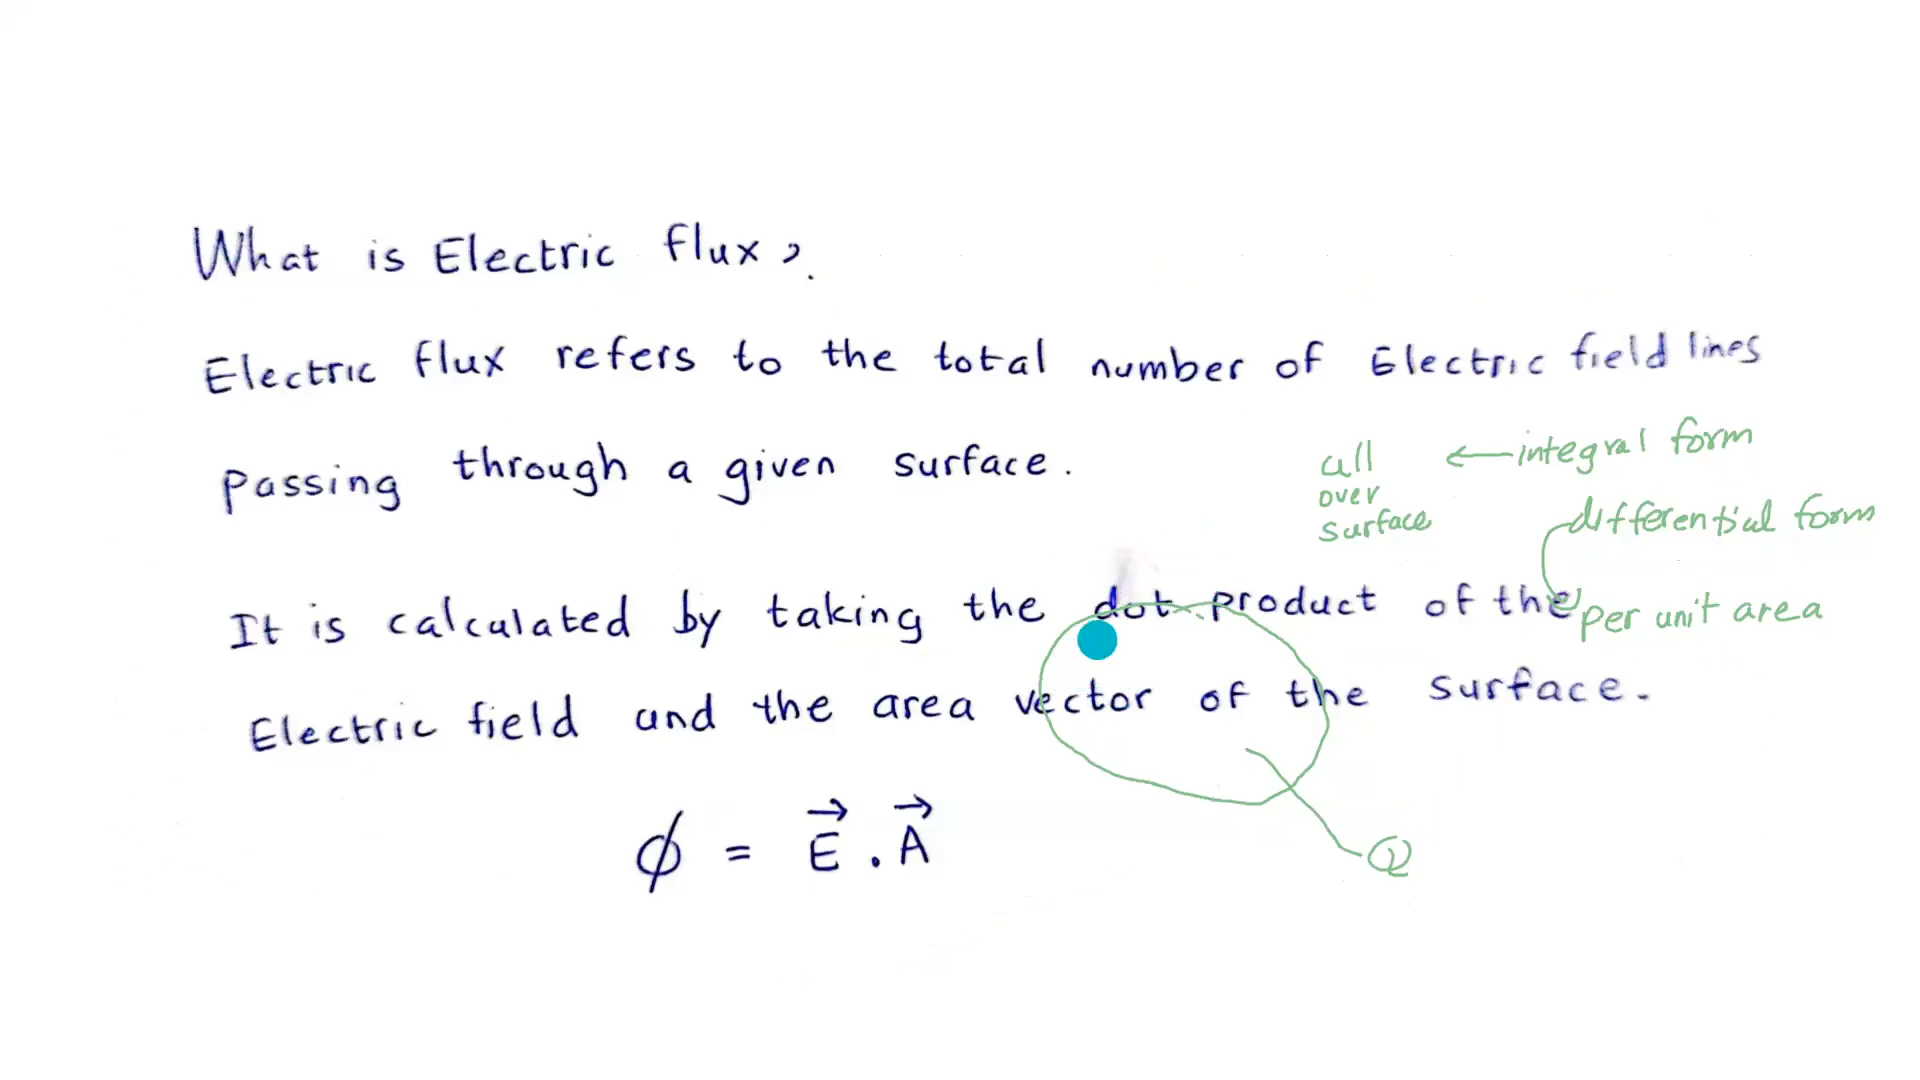 What is Electric flux?
Electric flux refers to the total number of Electric field lines
Passing through a given surface.
all over surface ← integral form
differential form
per unit area
It is calculated by taking the dot product of the
Electric field and the area vector of the surface.
ϕ = E⃗ . A⃗
Q